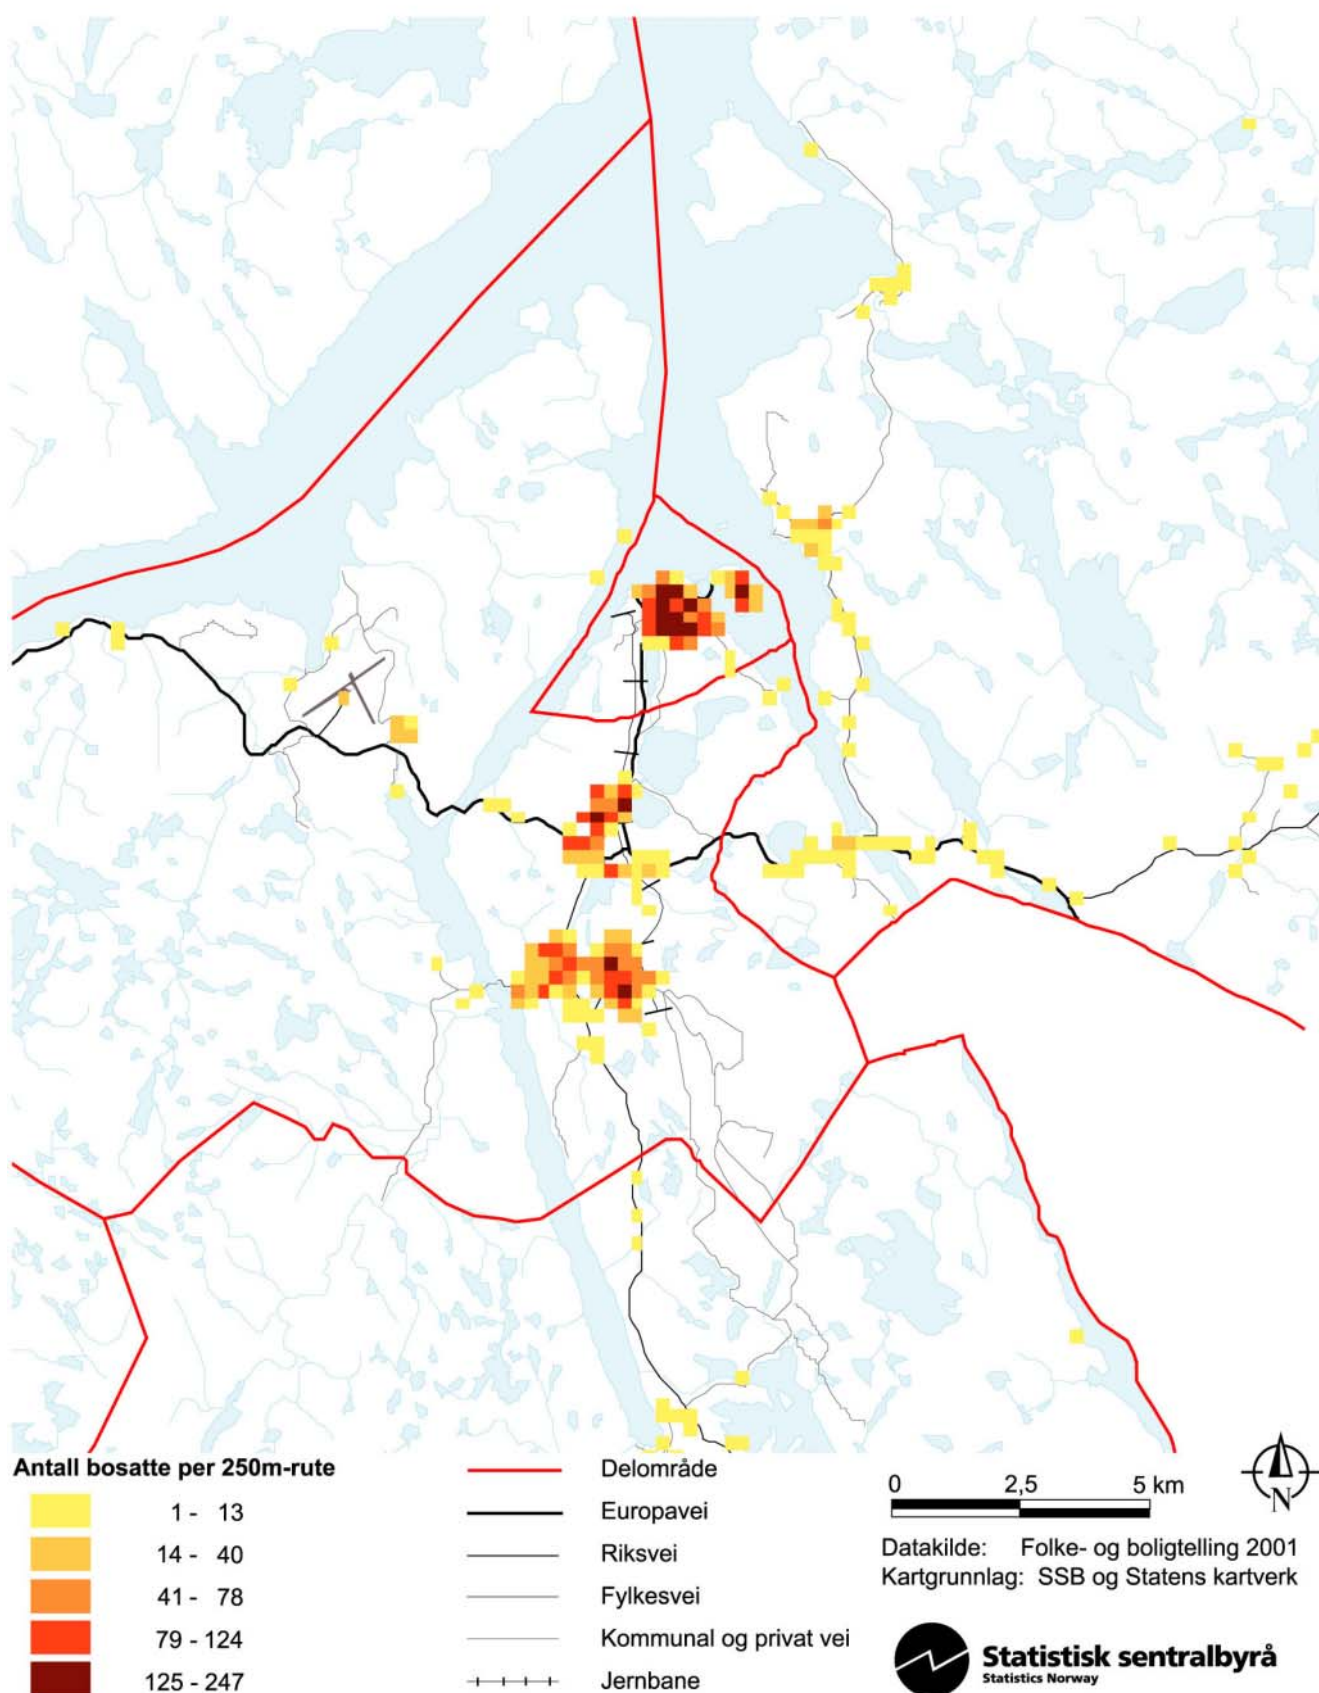 Antall bosatte per 250m-rute
1 - 13
14 - 40
41 - 78
79 - 124
125 - 247
Delområde
Europavei
Riksvei
Fylkesvei
Kommunal og privat vei
Jernbane
0 2,5 5 km
N
Datakilde: Folke- og boligtelling 2001
Kartgrunnlag: SSB og Statens kartverk
Statistisk sentralbyrå
Statistics Norway